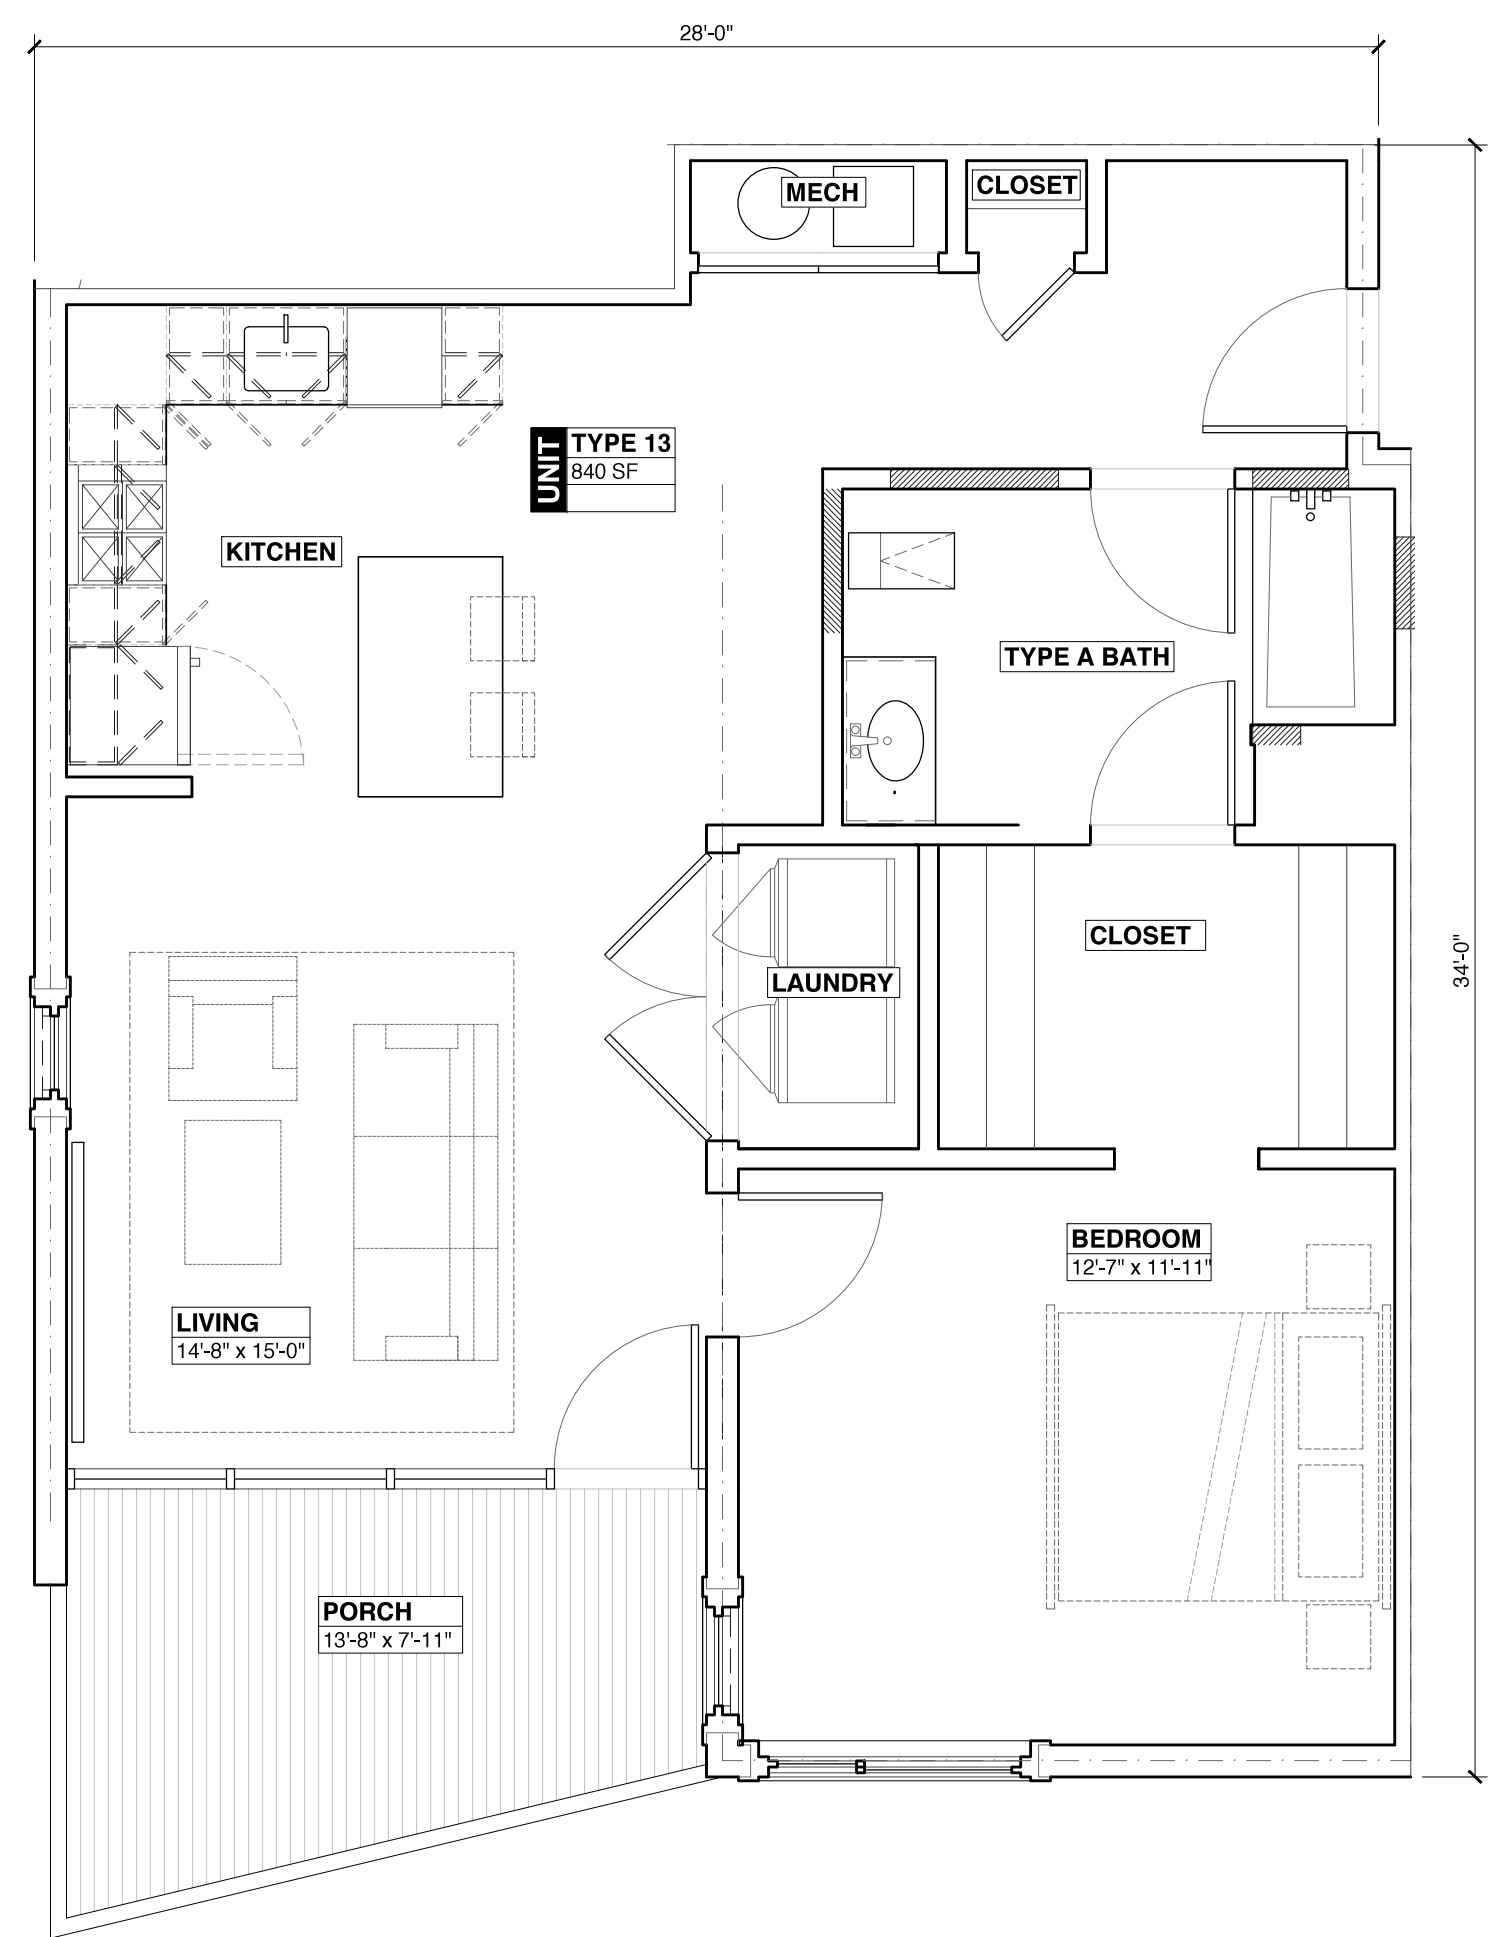 28'-0"
MECH
CLOSET
UNIT
TYPE 13
840 SF
KITCHEN
TYPE A BATH
CLOSET
LAUNDRY
34'-0"
BEDROOM
12'-7" x 11'-11"
LIVING
14'-8" x 15'-0"
PORCH
13'-8" x 7'-11"